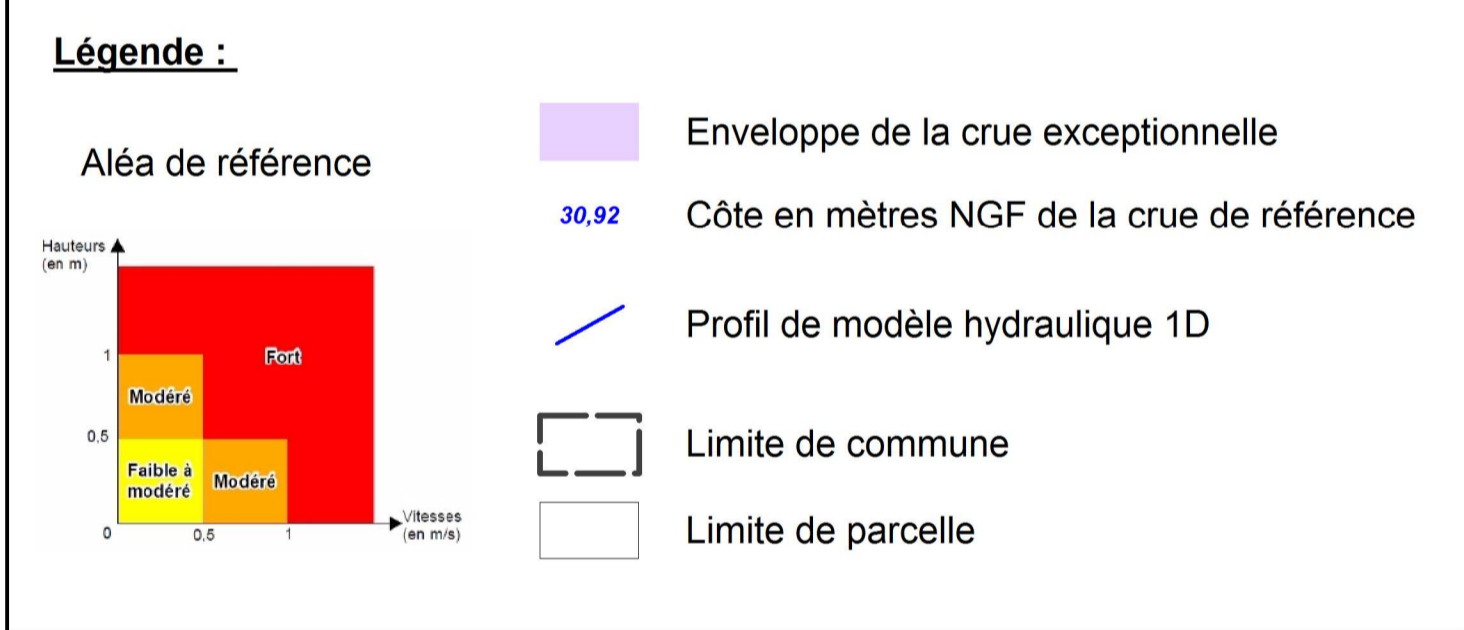 Légende :
Aléa de référence
Hauteurs
(en m)
1
Fort
Modéré
0,5
Faible à
modéré
Modéré
0
0,5
1
Vitesses
(en m/s)
Enveloppe de la crue exceptionnelle
30,92
Côte en mètres NGF de la crue de référence
Profil de modèle hydraulique 1D
Limite de commune
Limite de parcelle